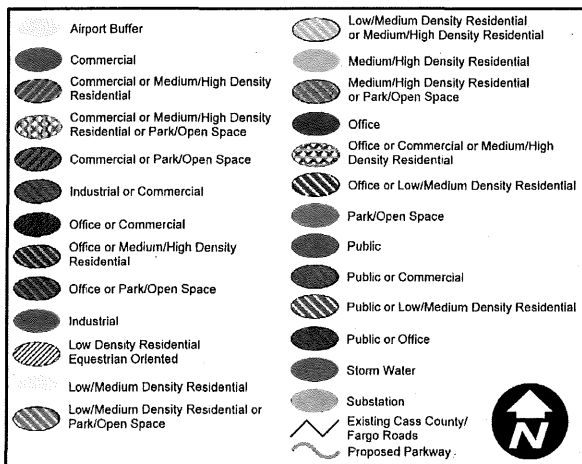 Airport Buffer
Commercial
Commercial or Medium/High Density
Residential
Commercial or Medium/High Density
Residential or Park/Open Space
Commercial or Park/Open Space
Industrial or Commercial
Office or Commercial
Office or Medium/High Density
Residential
Office or Park/Open Space
Industrial
Low Density Residential
Equestrian Oriented
Low/Medium Density Residential
Low/Medium Density Residential or
Park/Open Space
Low/Medium Density Residential
or Medium/High Density Residential
Medium/High Density Residential
Medium/High Density Residential
or Park/Open Space
Office
Office or Commercial or Medium/High
Density Residential
Office or Low/Medium Density Residential
Park/Open Space
Public
Public or Commercial
Public or Low/Medium Density Residential
Public or Office
Storm Water
Substation
Existing Cass County/
Fargo Roads
Proposed Parkway
N